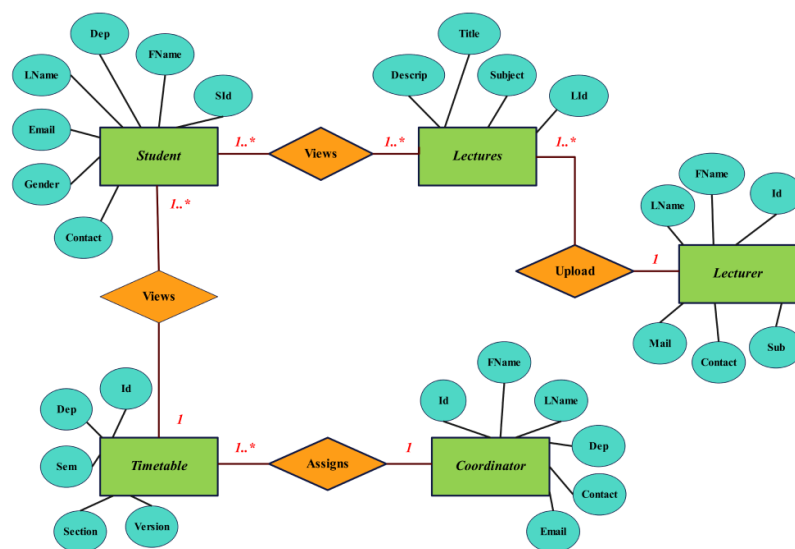 Dep
Title
FName
LName
Descrip
Subject
SId
LId
Email
1..*
1..*
1..*
Student
Views
Lectures
Gender
FName
LName
Id
1..*
Contact
Lecturer
Upload
1
Views
Mail
Contact
Sub
FName
Id
Id
LName
Dep
1
Dep
1..*
1
Sem
Timetable
Assigns
Coordinator
Contact
Section
Version
Email